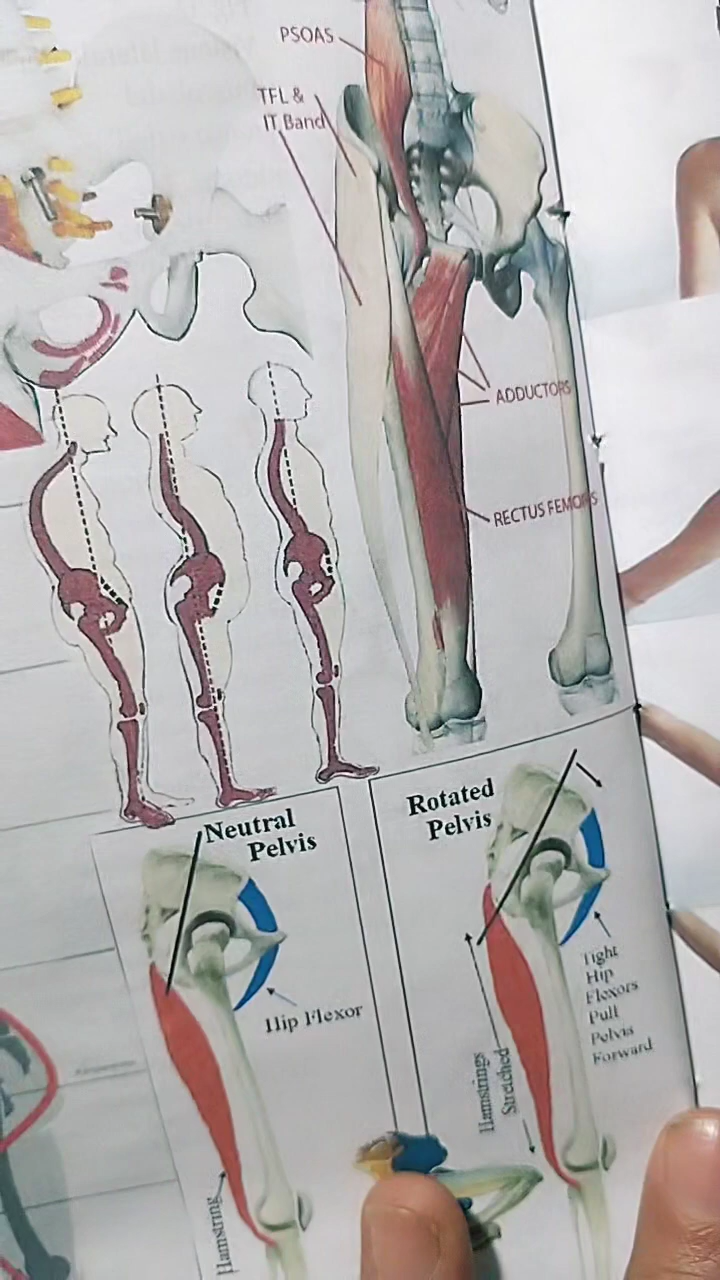 PSOAS
TFL &
IT Band
ADDUCTORS
RECTUS FEMORIS
Neutral
Pelvis
Hip Flexor
Hamstring
Rotated
Pelvis
Tight
Hip
Flexors
Pull
Pelvis
Forward
Hamstrings
Stretched